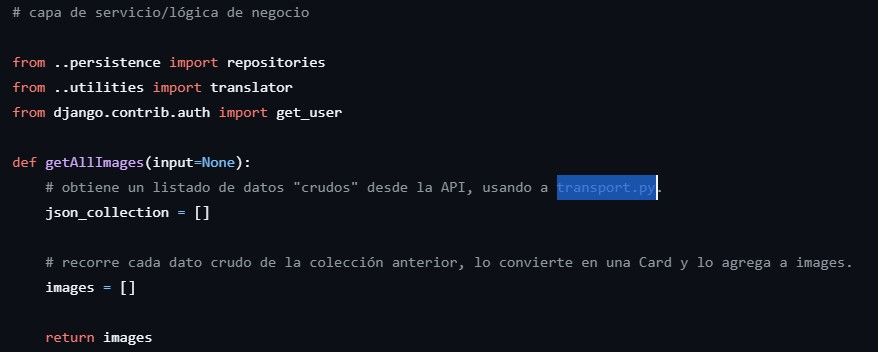 # capa de servicio/lógica de negocio
from ..persistence import repositories
from ..utilities import translator
from django.contrib.auth import get_user
def getAllImages(input=None):
# obtiene un listado de datos "crudos" desde la API, usando a transport.py.
json_collection = []
# recorre cada dato crudo de la colección anterior, lo convierte en una Card y lo agrega a images.
images = []
return images